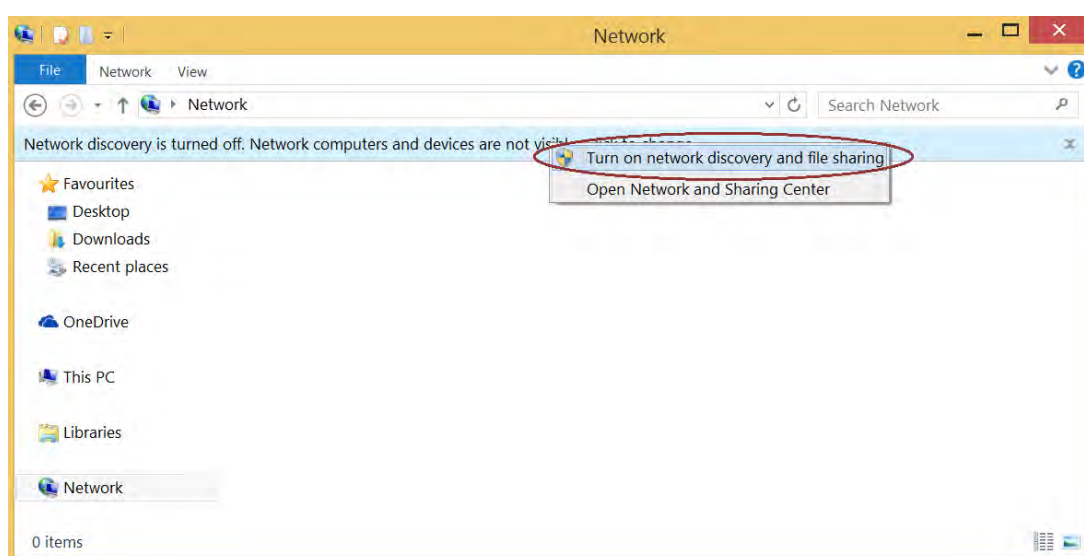 Network
File Network View
Network
Search Network
Network discovery is turned off. Network computers and devices are not
Turn on network discovery and file sharing
Open Network and Sharing Center
Favourites
Desktop
Downloads
Recent places
OneDrive
This PC
Libraries
Network
0 items